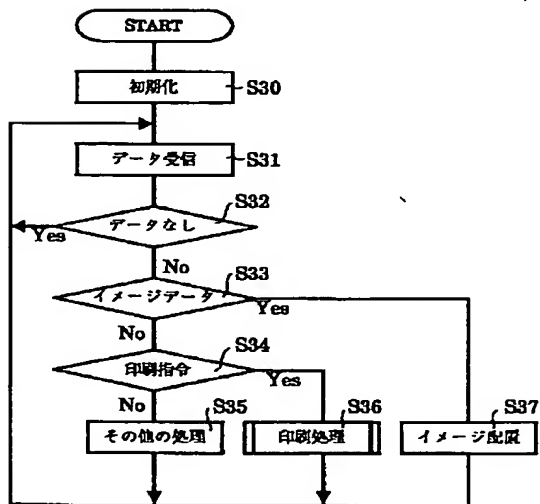 START
初期化 S30
データ受信 S31
S32
データなし
Yes
No
S33
イメージデータ
Yes
No
S34
印刷指令
Yes
No
S35 S36 S37
その他の処理 印刷処理 イメージ配置